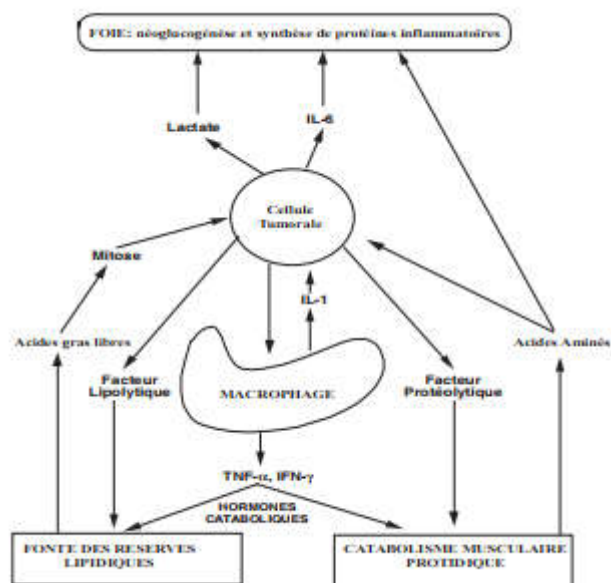 FOIE: néoglucogénèse et synthèse de protéines inflammatoires
Lactate
IL-6
Cellule
Tumorale
Mitose
IL-1
Acides gras libres
Acides Aminés
Facteur
Lipolytique
MACROPHAGE
Facteur
Protéolytique
TNF-α, IFN-γ
HORMONES
CATABOLIQUES
FONTE DES RESERVES
LIPIDIQUES
CATABOLISME MUSCULAIRE
PROTIDIQUE